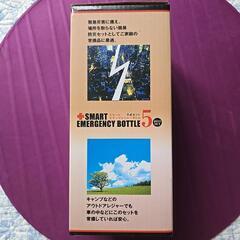 緊急災害に備え、
場所を取らない簡易
防災セットとしてご家庭の
常備品に最適。
SMART
EMERGENCY BOTTLE 5
キャンプなどの
アウトドアレジャーでも
車の中などにこのセットを
常備していれば安心。